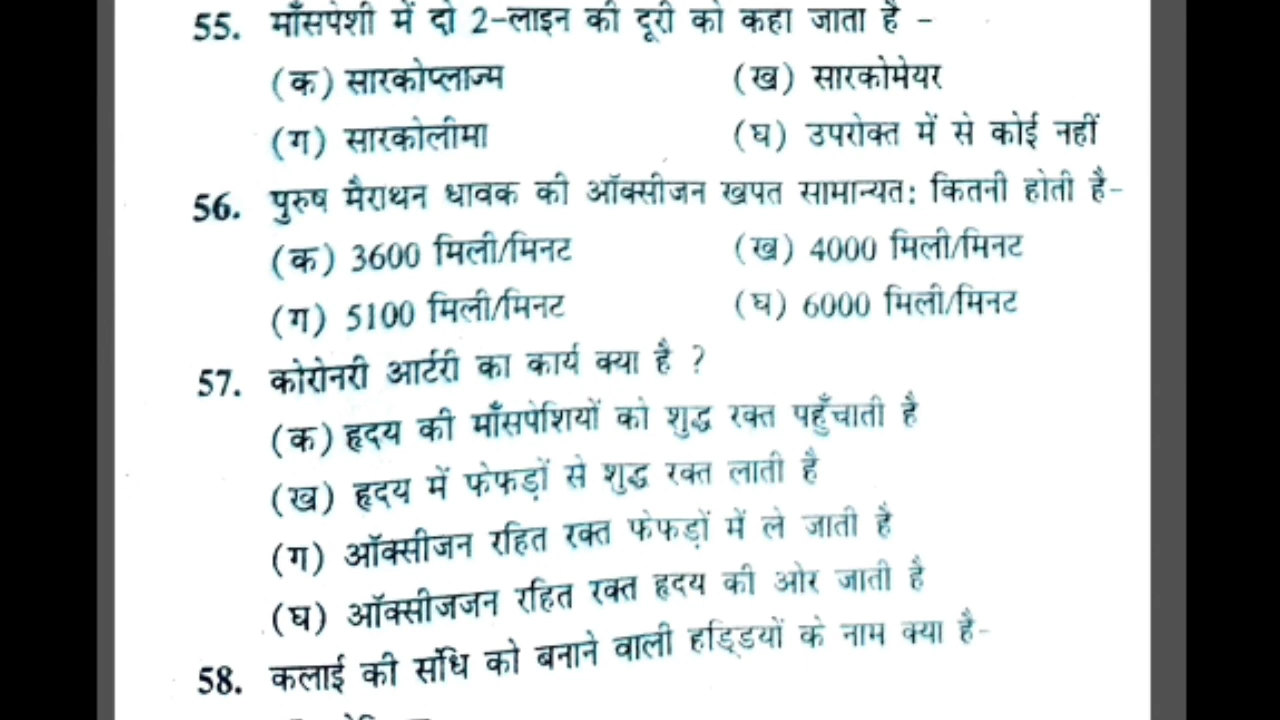 55. माँसपेशी में दो 2-लाइन की दूरी को कहा जाता है -
(क) सारकोप्लाज्म (ख) सारकोमेयर
(ग) सारकोलीमा (घ) उपरोक्त में से कोई नहीं
56. पुरुष मैराथन धावक की ऑक्सीजन खपत सामान्यत: कितनी होती है-
(क) 3600 मिली/मिनट (ख) 4000 मिली/मिनट
(ग) 5100 मिली/मिनट (घ) 6000 मिली/मिनट
57. कोरोनरी आर्टरी का कार्य क्या है ?
(क) हृदय की माँसपेशियों को शुद्ध रक्त पहुँचाती है
(ख) हृदय में फेफड़ों से शुद्ध रक्त लाती है
(ग) ऑक्सीजन रहित रक्त फेफड़ों में ले जाती है
(घ) ऑक्सीजजन रहित रक्त हृदय की ओर जाती है
58. कलाई की संधि को बनाने वाली हड्डियों के नाम क्या है-